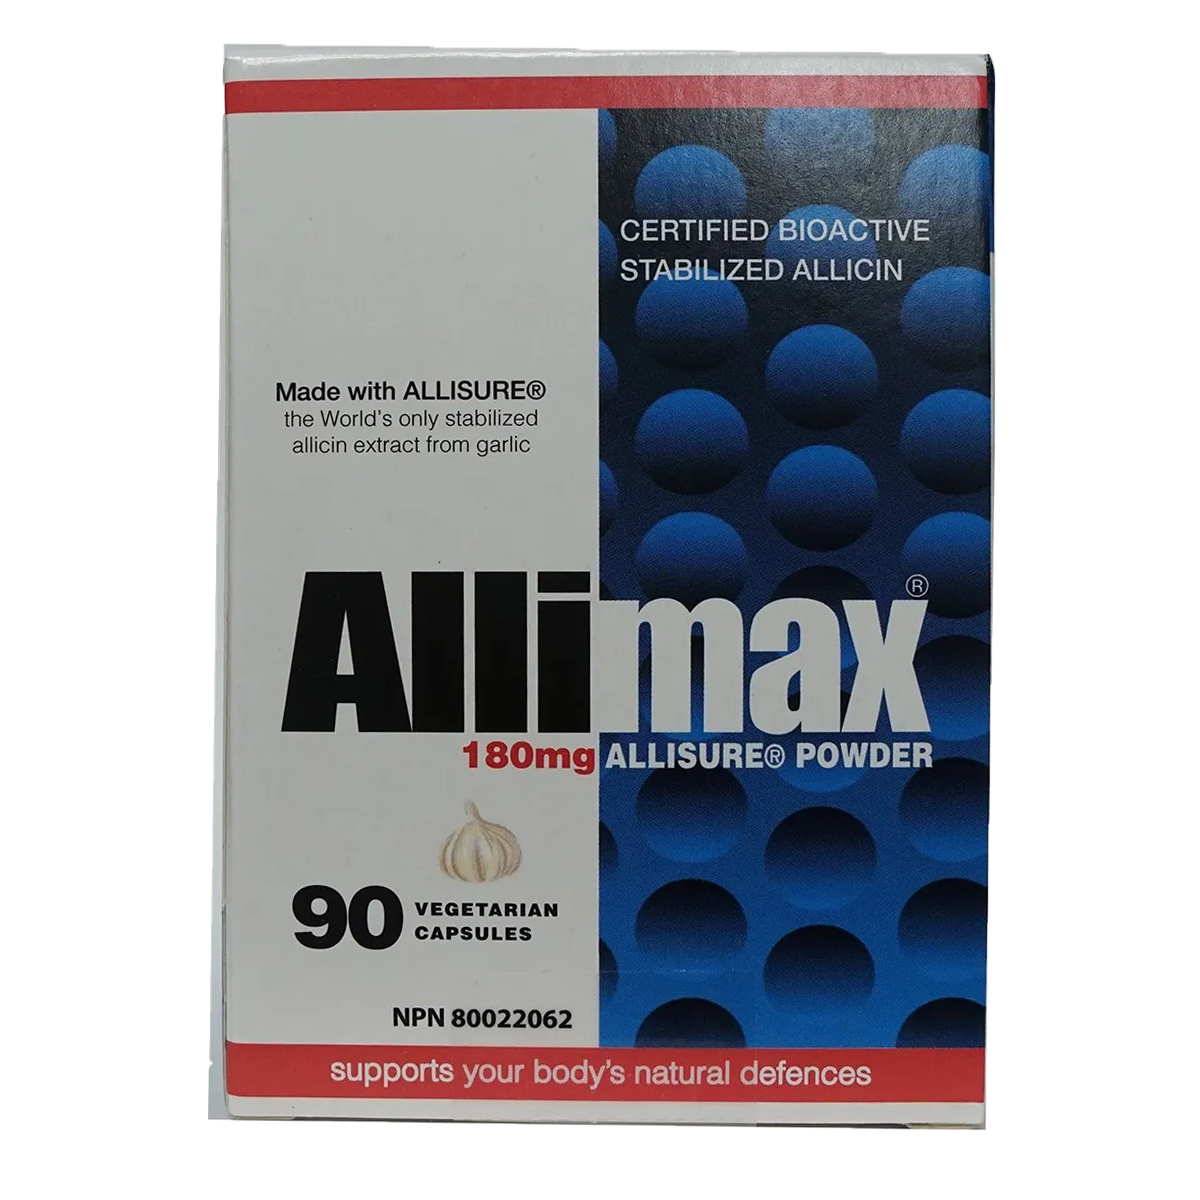 CERTIFIED BIOACTIVE
STABILIZED ALLICIN
Made with ALLISURE®
the World's only stabilized
allicin extract from garlic
Allimax®
180mg ALLISURE® POWDER
90 VEGETARIAN
CAPSULES
NPN 80022062
supports your body's natural defences